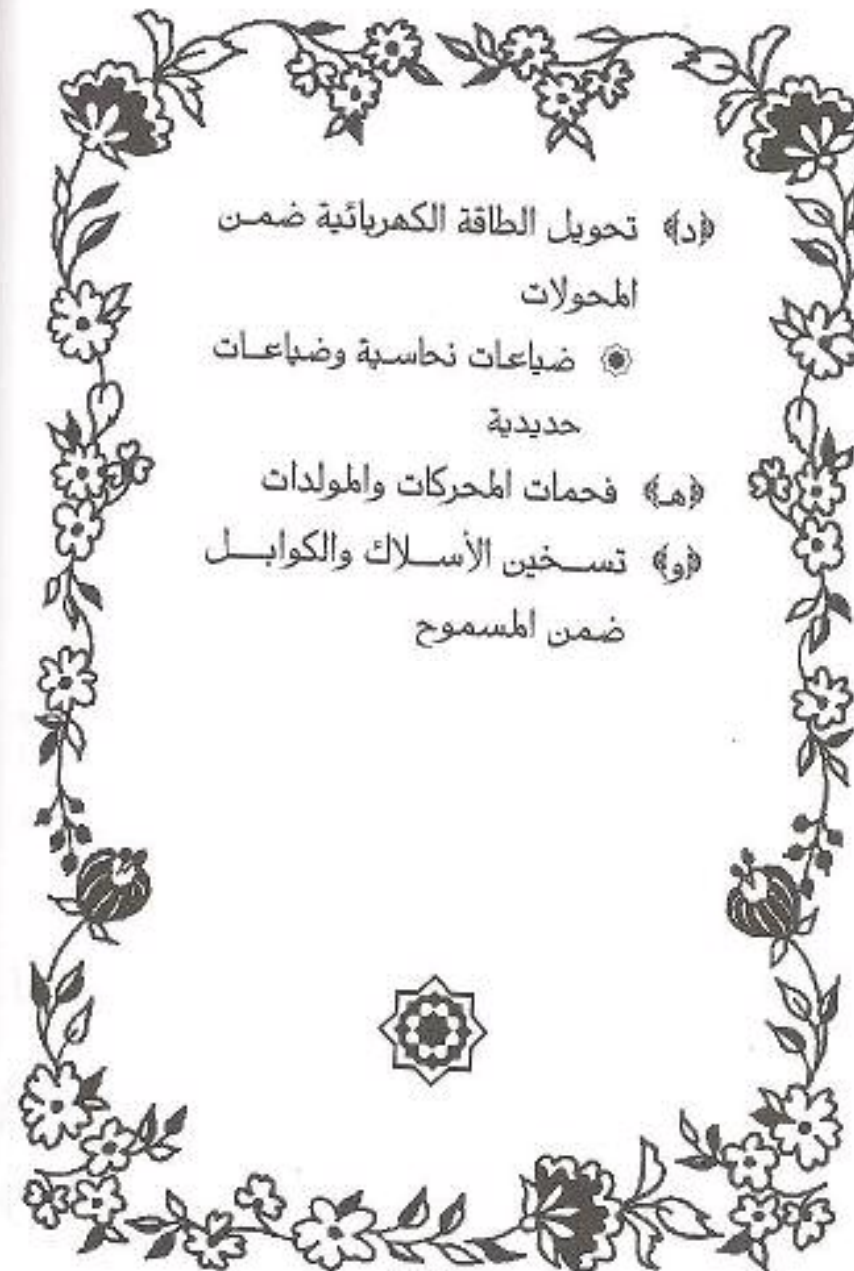 ﴿د﴾ تحويل الطاقة الكهربائية ضمن
المحولات
ضياعات نحاسية وضياعات
حديدية
﴿هـ﴾ فحمات المحركات والمولدات
﴿و﴾ تسخين الأسلاك والكوابل
ضمن المسموح